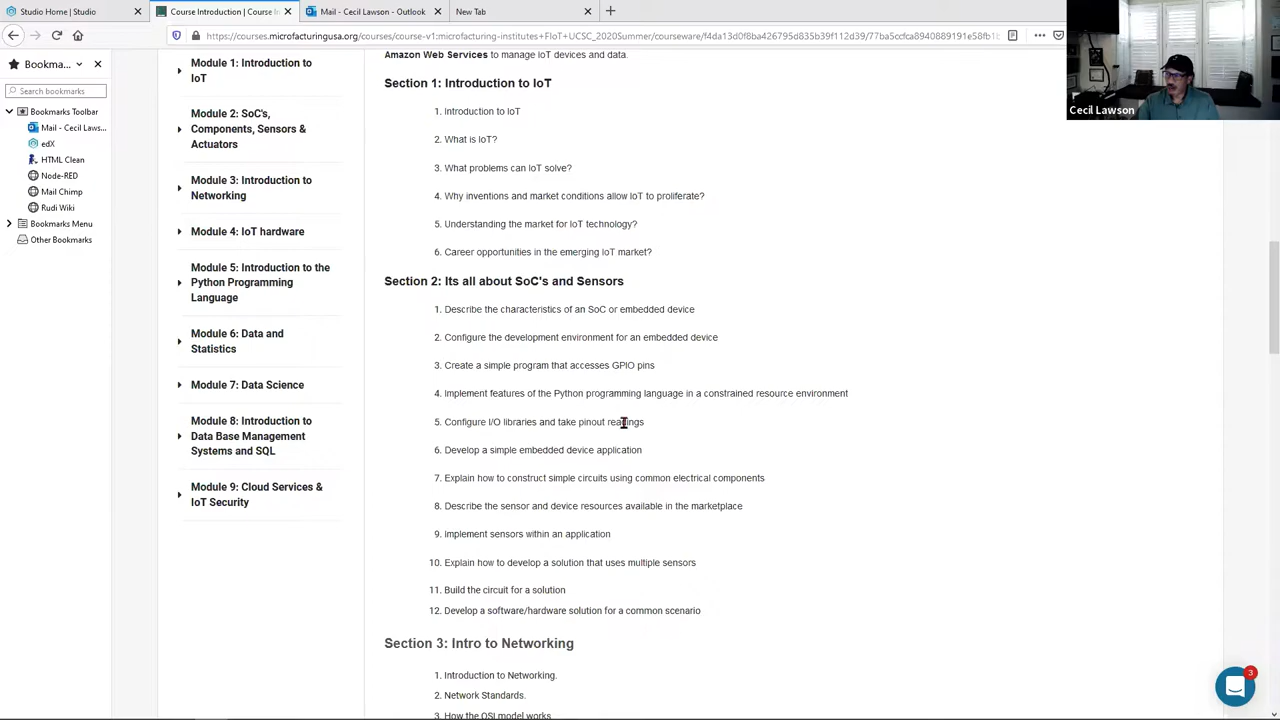 Studio Home | Studio
Course Introduction | Course In
Mail - Cecil Lawson - Outlook
New Tab
Bookma...
Search bookmarks
Bookmarks Toolbar
Mail - Cecil Laws...
edX
HTML Clean
Node-RED
Mail Chimp
Rudi Wiki
Bookmarks Menu
Other Bookmarks
Module 1: Introduction to
IoT
Module 2: SoC's,
Components, Sensors &
Actuators
Module 3: Introduction to
Networking
Module 4: IoT hardware
Module 5: Introduction to the
Python Programming
Language
Module 6: Data and
Statistics
Module 7: Data Science
Module 8: Introduction to
Data Base Management
Systems and SQL
Module 9: Cloud Services &
IoT Security
Amazon Web Services to manage IoT devices and data.
Section 1: Introduction to IoT
1. Introduction to IoT
2. What is IoT?
3. What problems can IoT solve?
4. Why inventions and market conditions allow IoT to proliferate?
5. Understanding the market for IoT technology?
6. Career opportunities in the emerging IoT market?
Section 2: Its all about SoC's and Sensors
1. Describe the characteristics of an SoC or embedded device
2. Configure the development environment for an embedded device
3. Create a simple program that accesses GPIO pins
4. Implement features of the Python programming language in a constrained resource environment
5. Configure I/O libraries and take pinout readings
6. Develop a simple embedded device application
7. Explain how to construct simple circuits using common electrical components
8. Describe the sensor and device resources available in the marketplace
9. Implement sensors within an application
10. Explain how to develop a solution that uses multiple sensors
11. Build the circuit for a solution
12. Develop a software/hardware solution for a common scenario
Section 3: Intro to Networking
1. Introduction to Networking.
2. Network Standards.
3. How the OSI model works
Cecil Lawson
3